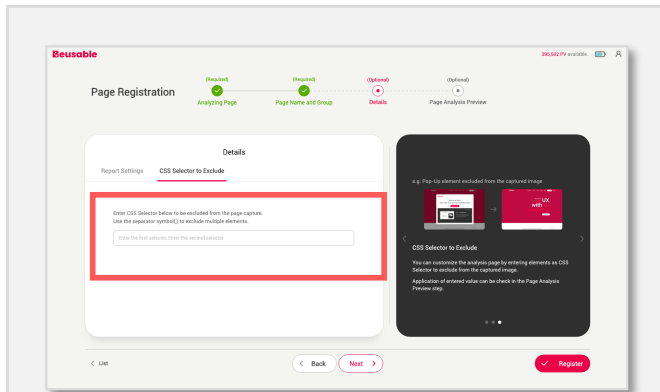 Beusable
395,502 PV available.
Page Registration
(Required)
Analyzing Page
(Required)
Page Name and Group
(Optional)
Details
(Optional)
Page Analysis Preview
Details
Report Settings
CSS Selector to Exclude
Enter CSS Selector below to be excluded from the page capture.
Use the separator symbol(,) to exclude multiple elements.
Enter the first selector, Enter the second selector
e.g. Pop-Up element excluded from the captured image
UX
with
CSS Selector to Exclude
You can customize the analysis page by entering elements as CSS
Selector to exclude from the captured image.
Application of entered value can be check in the Page Analysis
Preview step.
List
Back
Next
Register